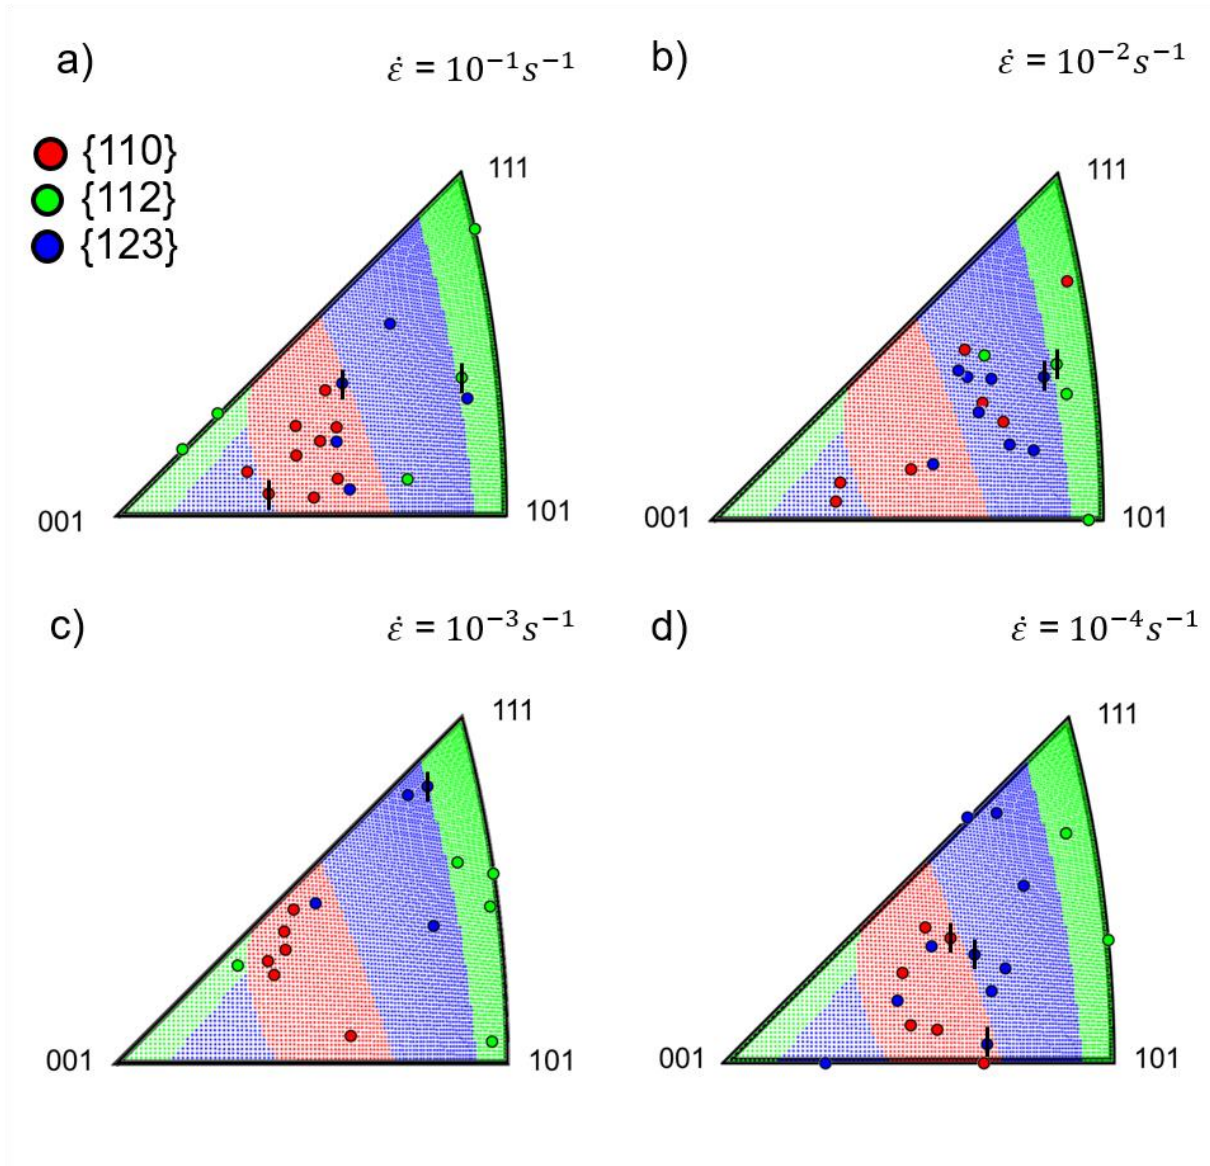 a)
ε̇ = 10⁻¹s⁻¹
{110}
{112}
{123}
111
001
101
b)
ε̇ = 10⁻²s⁻¹
111
001
101
c)
ε̇ = 10⁻³s⁻¹
111
001
101
d)
ε̇ = 10⁻⁴s⁻¹
111
001
101